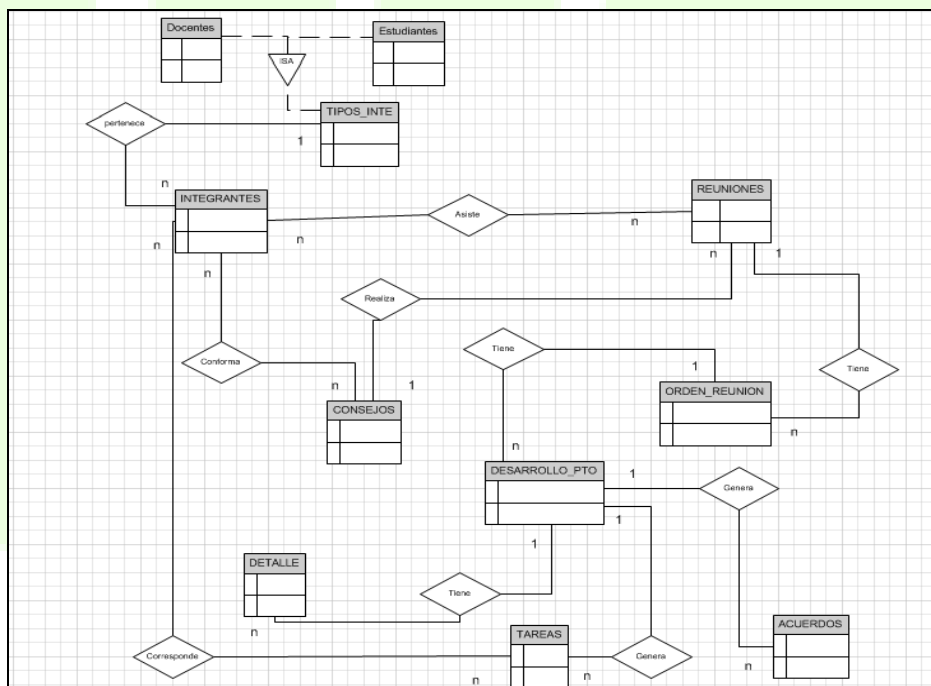 Docentes
Estudiantes
ISA
TIPOS_INTE
pertenece
1
n
INTEGRANTES
REUNIONES
Asiste
n
n
n
n
n
1
Realiza
Tiene
Conforma
Tiene
1
n
1
ORDEN_REUNION
CONSEJOS
n
n
DESARROLLO_PTO
1
Genera
1
1
DETALLE
Tiene
n
TAREAS
ACUERDOS
Corresponde
Genera
n
n
n